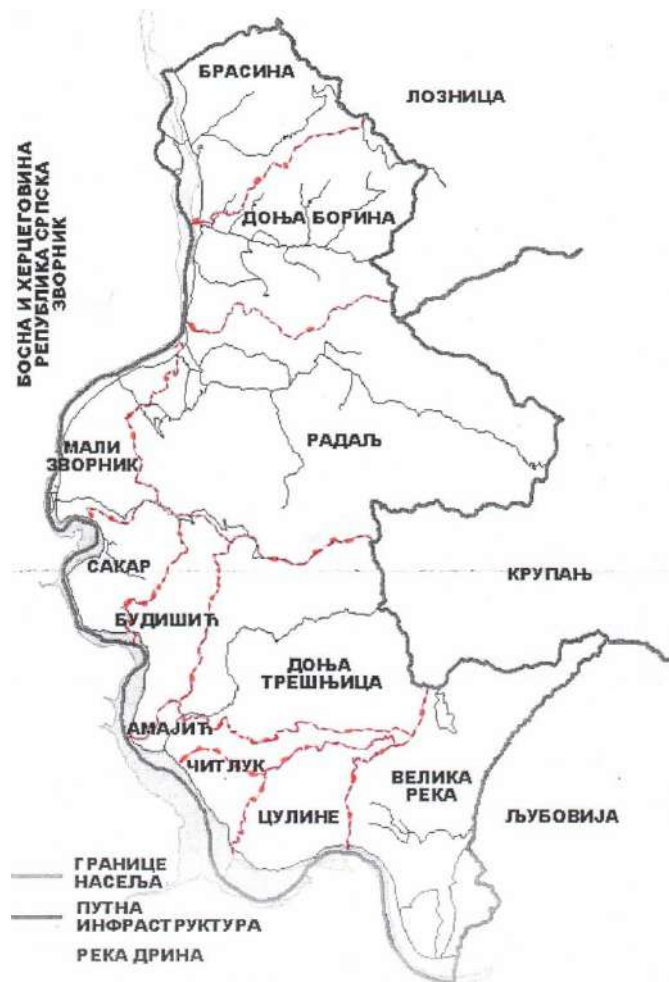 БРАСИНА
ЛОЗНИЦА
БОСНА И ХЕРЦЕГОВИНА
РЕПУБЛИКА СРПСКА
ЗВОРНИК
ДОЊА БОРИНА
МАЛИ
ЗВОРНИК
РАДАЉ
САКАР
КРУПАЊ
БУДИШИЋ
ДОЊА
ТРЕШЊИЦА
АМАЈИЋ
ЧИТЛУК
ВЕЛИКА
РЕКА
ЦУЛИНЕ
ЉУБОВИЈА
ГРАНИЦЕ
НАСЕЉА
ПУТНА
ИНФРАСТРУКТУРА
РЕКА ДРИНА